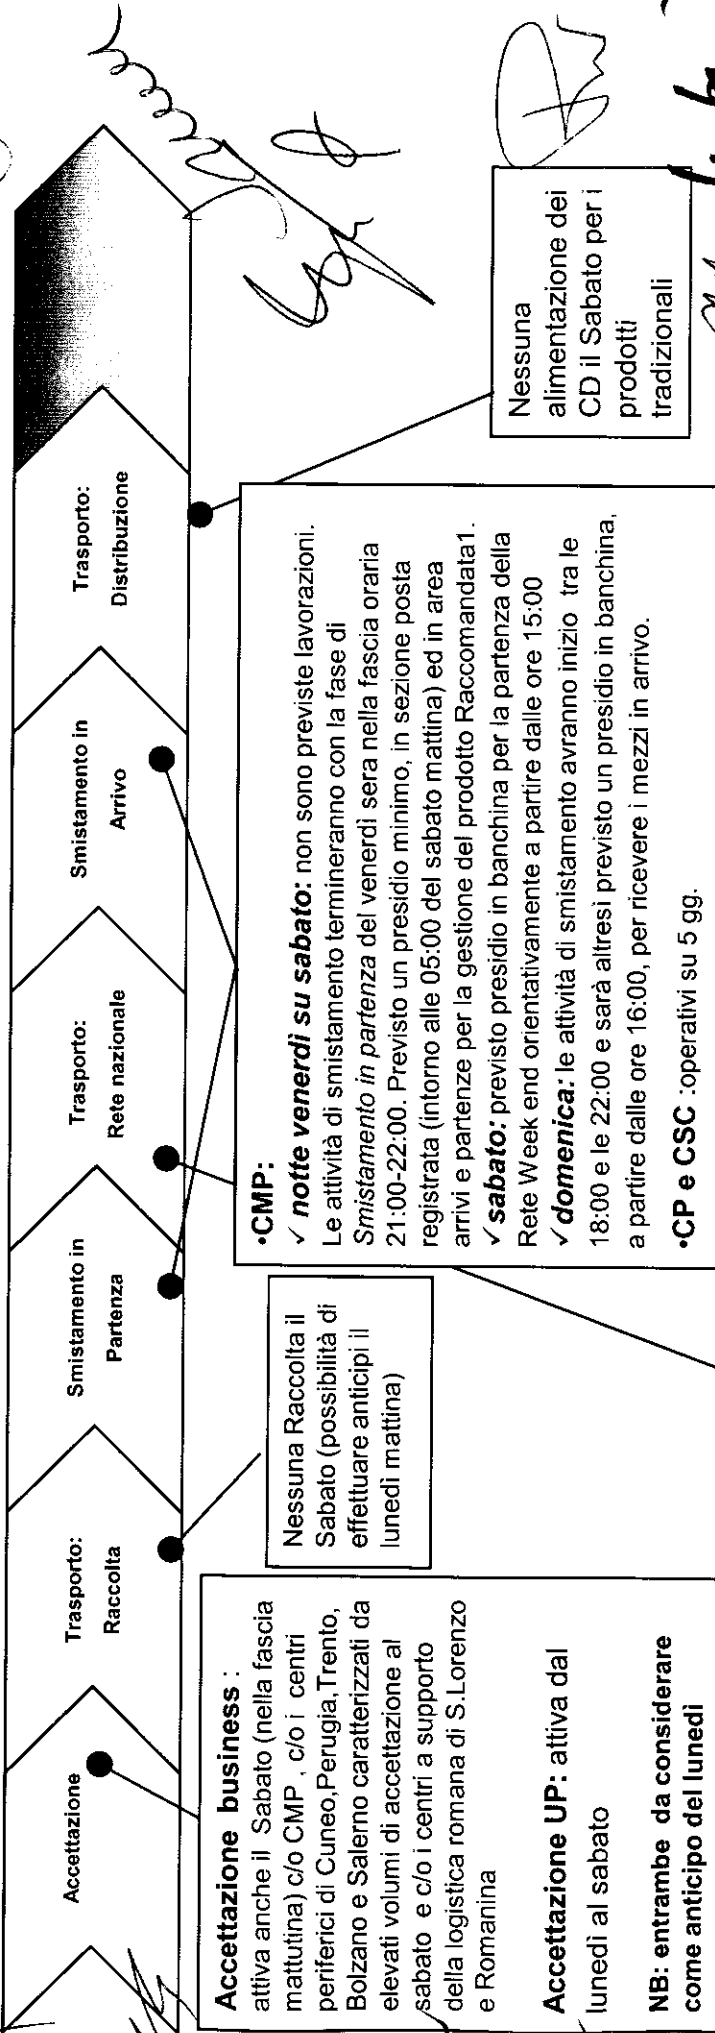 Accettazione
Trasporto:
Raccolta
Smistamento in
Partenza
Trasporto:
Rete nazionale
Smistamento in
Arrivo
Trasporto:
Distribuzione
Accettazione business :
attiva anche il Sabato (nella fascia
mattutina) c/o CMP , c/o i centri
periferici di Cuneo,Perugia,Trento,
Bolzano e Salerno caratterizzati da
elevati volumi di accettazione al
sabato e c/o i centri a supporto
della logistica romana di S.Lorenzo
e Romanina
Accettazione UP: attiva dal
lunedì al sabato
NB: entrambe da considerare
come anticipo del lunedì
Nessuna Raccolta il
Sabato (possibilità di
effettuare anticipi il
lunedì mattina)
•CMP:
✓ notte venerdì su sabato: non sono previste lavorazioni.
Le attività di smistamento termineranno con la fase di
Smistamento in partenza del venerdì sera nella fascia oraria
21:00-22:00. Previsto un presidio minimo, in sezione posta
registrata (intorno alle 05:00 del sabato mattina) ed in area
arrivi e partenze per la gestione del prodotto Raccomandata1.
✓sabato: previsto presidio in banchina per la partenza della
Rete Week end orientativamente a partire dalle ore 15:00
✓domenica: le attività di smistamento avranno inizio tra le
18:00 e le 22:00 e sarà altresì previsto un presidio in banchina,
a partire dalle ore 16:00, per ricevere i mezzi in arrivo.
•CP e CSC :operativi su 5 gg.
Nessuna
alimentazione dei
CD il Sabato per i
prodotti
tradizionali